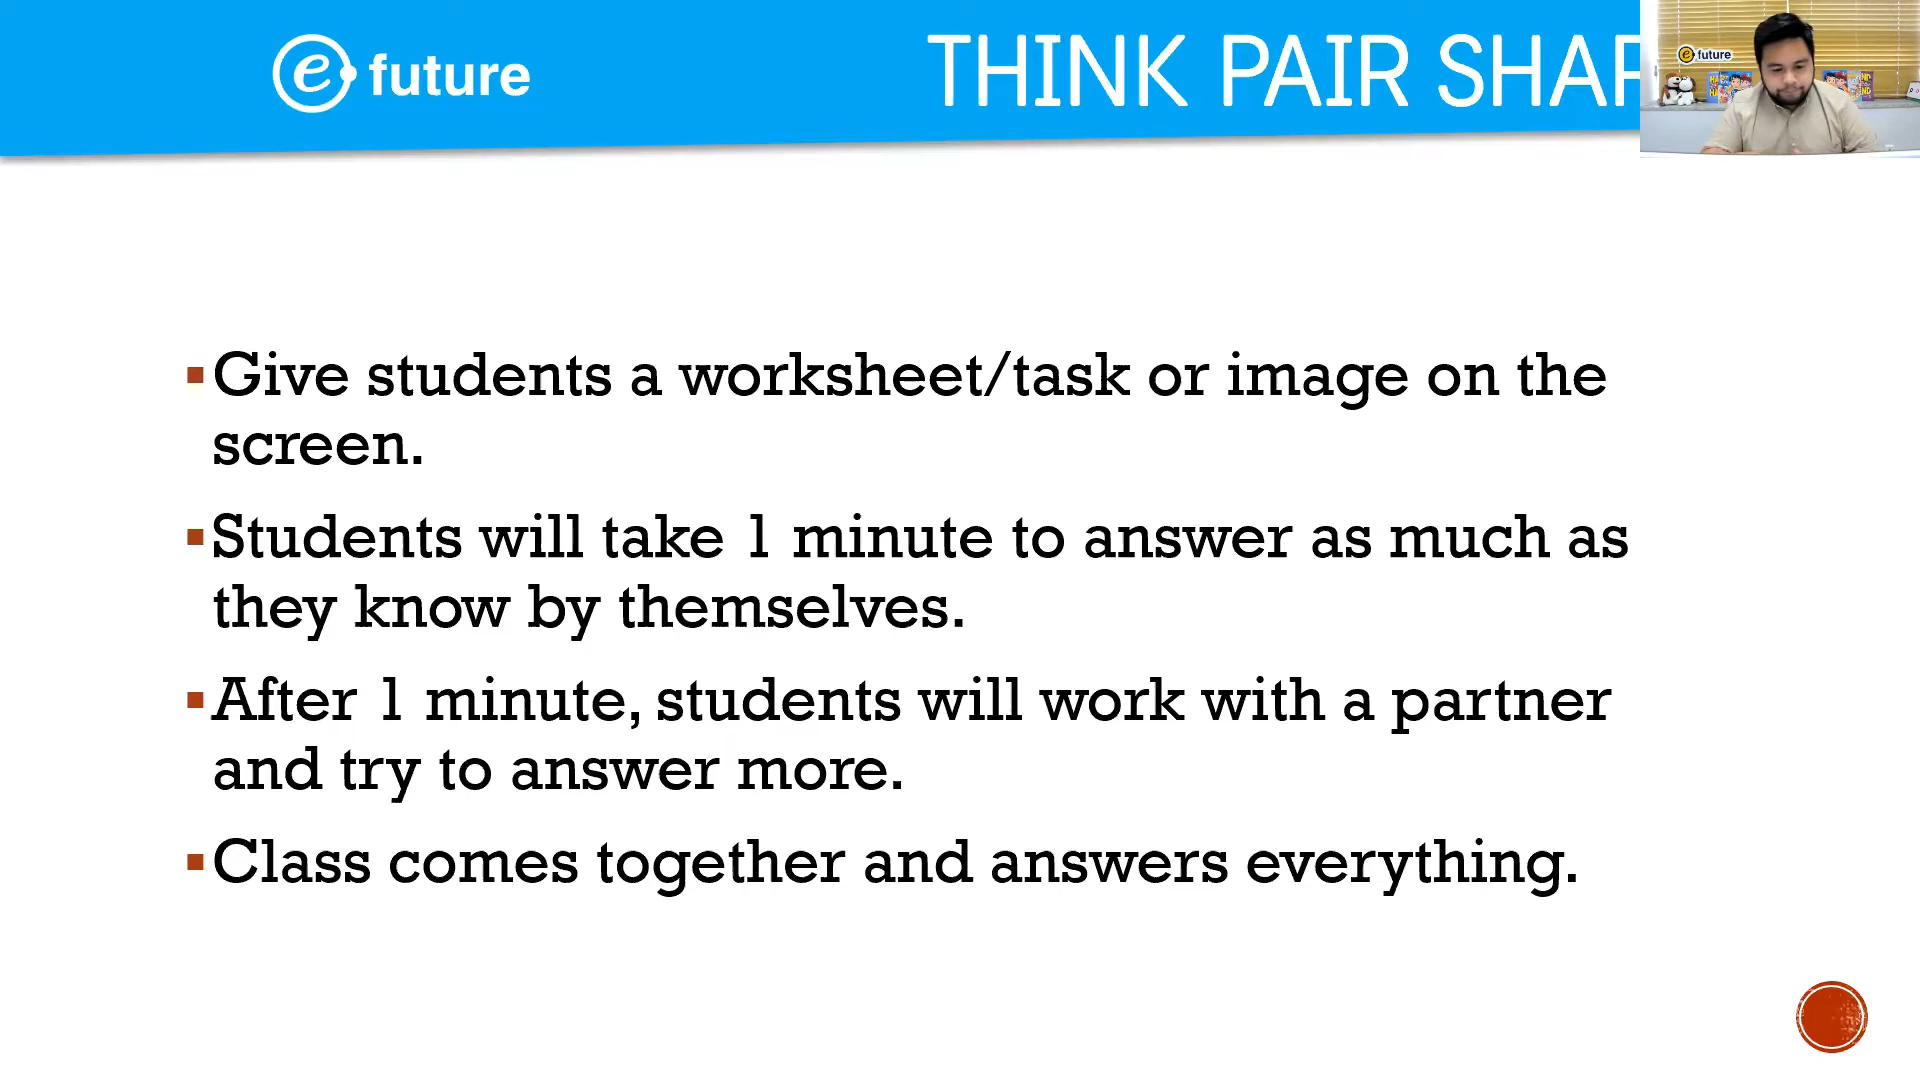 e future
THINK PAIR SHAR
e future
Give students a worksheet/task or image on the
screen.
Students will take 1 minute to answer as much as
they know by themselves.
After 1 minute, students will work with a partner
and try to answer more.
Class comes together and answers everything.